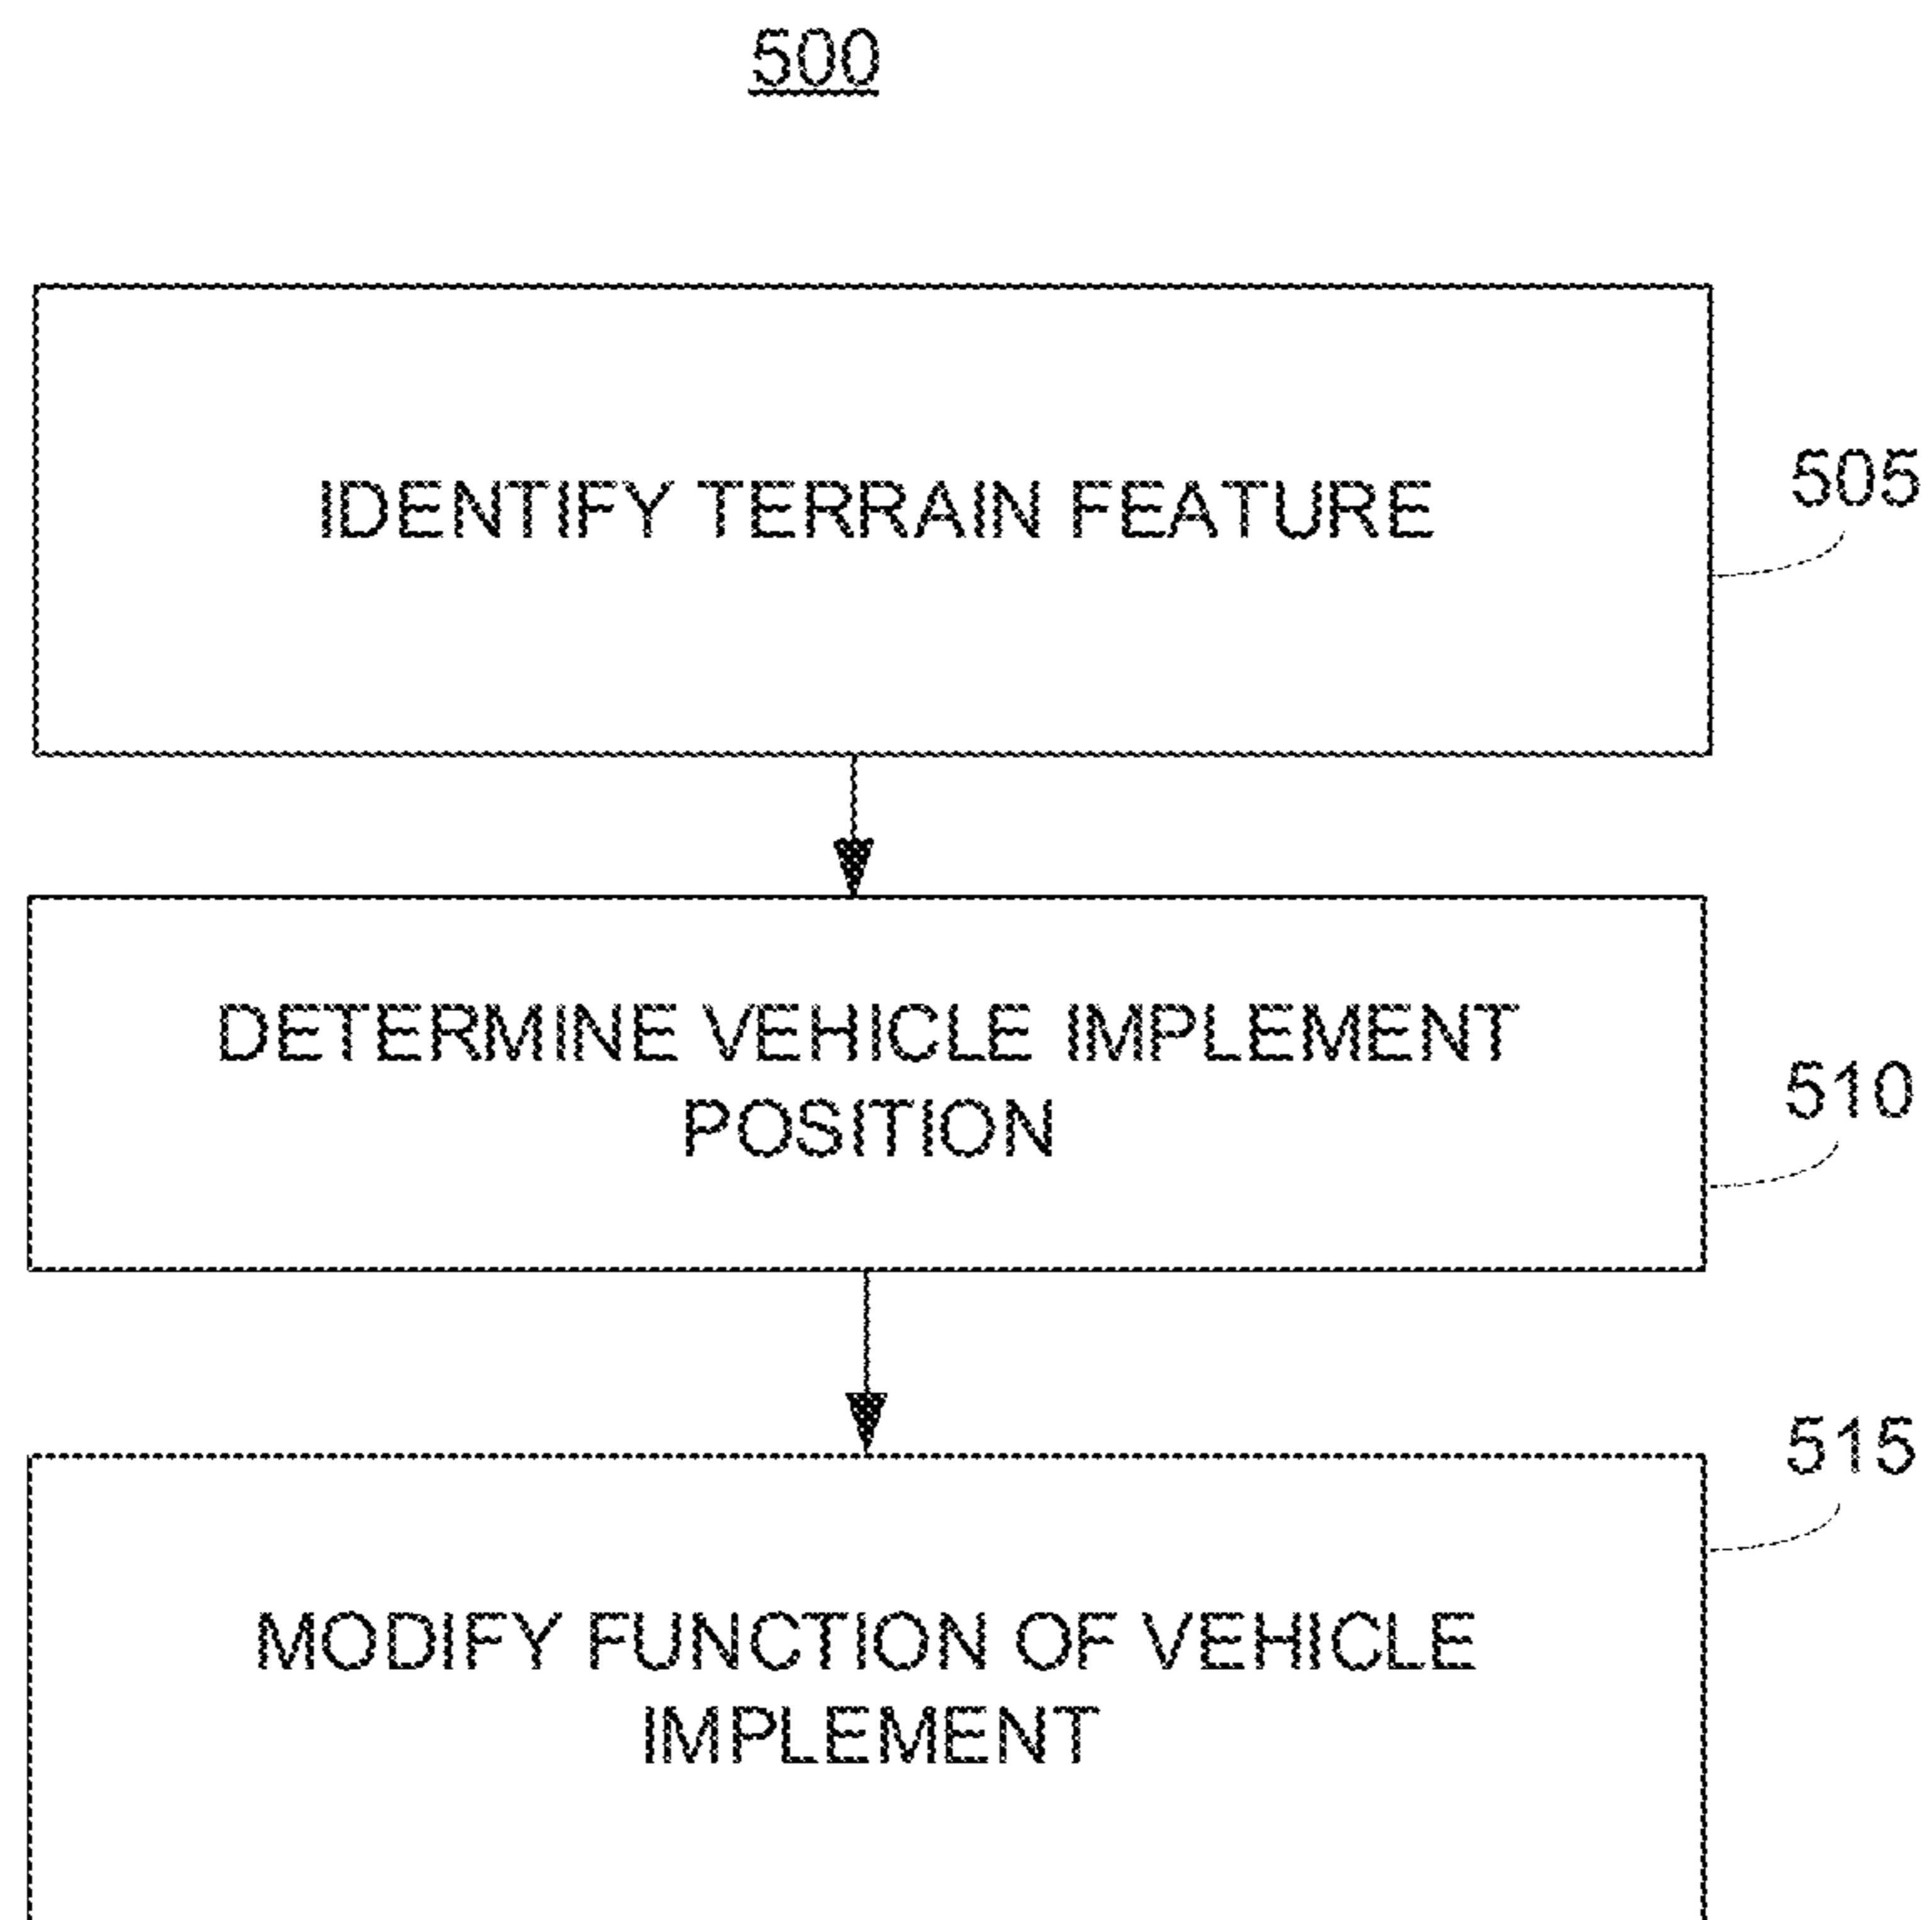 500
IDENTIFY TERRAIN FEATURE
505
DETERMINE VEHICLE IMPLEMENT
POSITION
510
515
MODIFY FUNCTION OF VEHICLE
IMPLEMENT